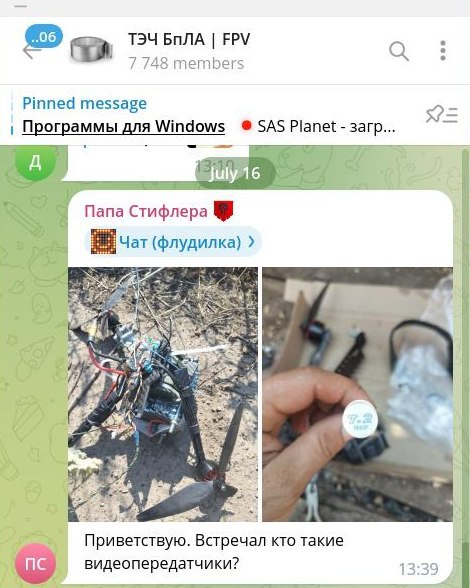 ..06
ТЭЧ БпЛА | FPV
7 748 members
Pinned message
Программы для Windows 🔴 SAS Planet - загр...
Д
13:10
July 16
Папа Стифлера
Чат (флудилка) >
7.2
Приветствую. Встречал кто такие
видеопередатчики?
ПС
13:39